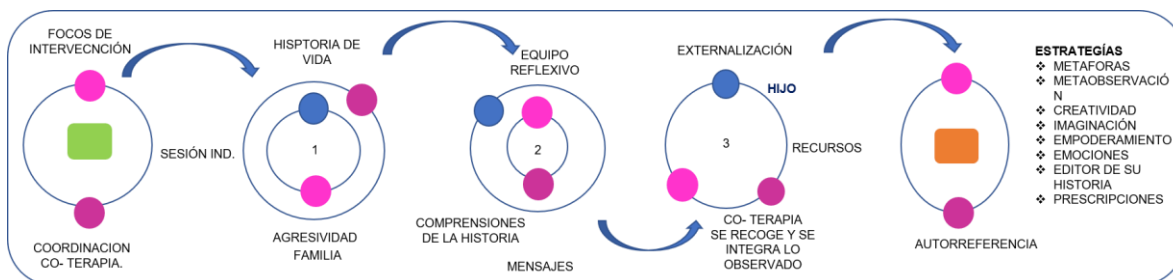 FOCOS DE
INTERVECNCIÓN
COORDINACION
CO- TERAPIA.
HISPTORIA DE
VIDA
SESIÓN IND.
1
AGRESIVIDAD
FAMILIA
EQUIPO
REFLEXIVO
2
COMPRENSIONES
DE LA HISTORIA
MENSAJES
EXTERNALIZACIÓN
HIJO
3
RECURSOS
CO- TERAPIA
SE RECOGE Y SE
INTEGRA LO
OBSERVADO
AUTORREFERENCIA
ESTRATEGÍAS
❖ METAFORAS
❖ METAOBSERVACIÓ
N
❖ CREATIVIDAD
❖ IMAGINACIÓN
❖ EMPODERAMIENTO
❖ EMOCIONES
❖ EDITOR DE SU
HISTORIA
❖ PRESCRIPCIONES